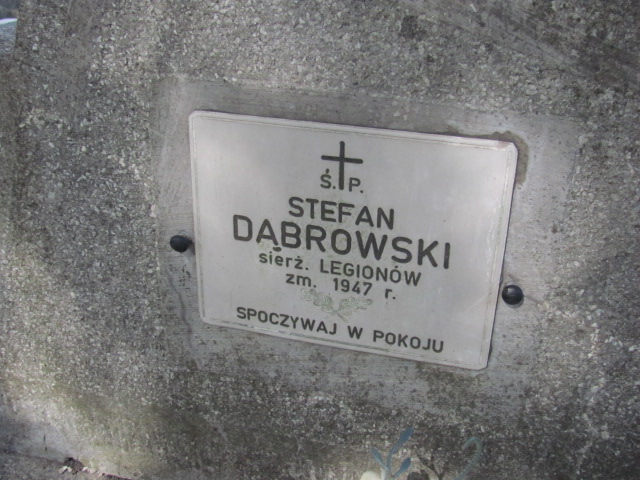 Ś.P.
STEFAN
DĄBROWSKI
sierż. LEGIONÓW
zm. 1947 r.
SPOCZYWAJ W POKOJU